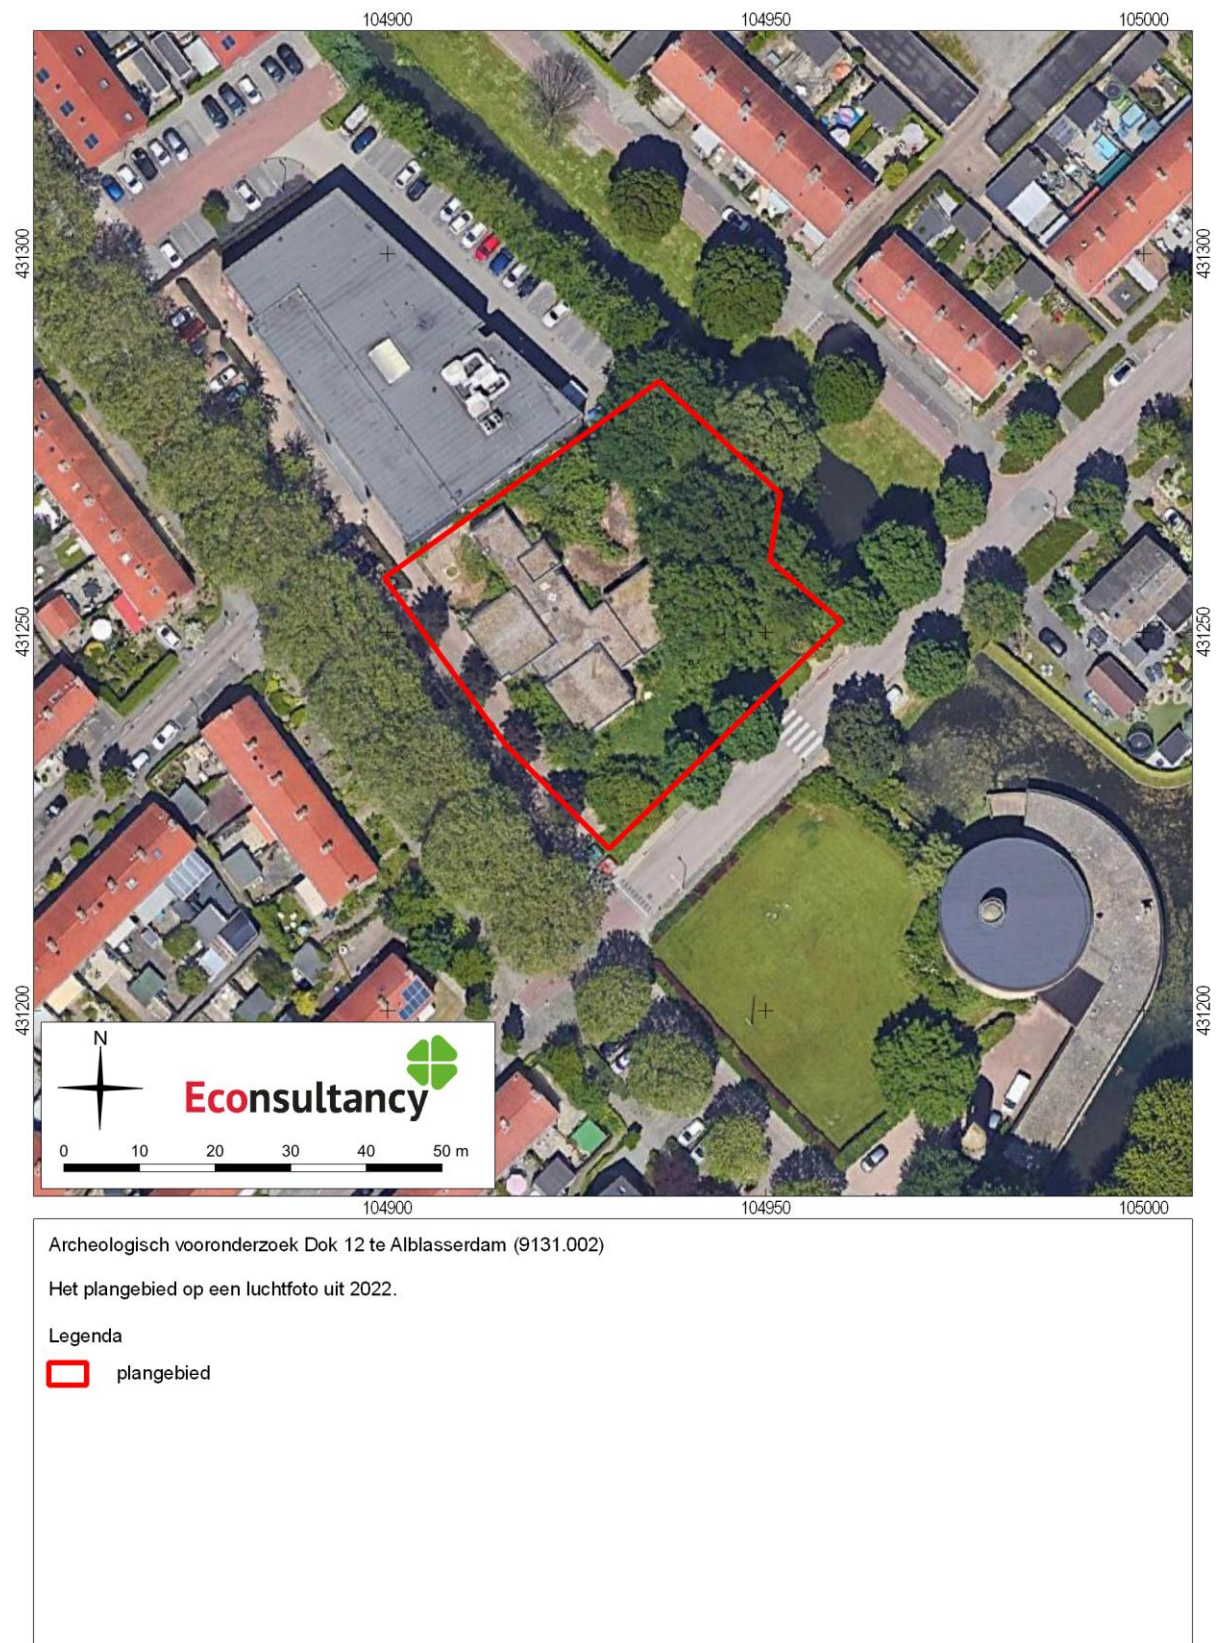 104900 104950 105000
431300 431300
431250 431250
431200 431200
N
Econsultancy
0 10 20 30 40 50 m
104900 104950 105000
Archeologisch vooronderzoek Dok 12 te Alblasserdam (9131.002)
Het plangebied op een luchtfoto uit 2022.
Legenda
plangebied